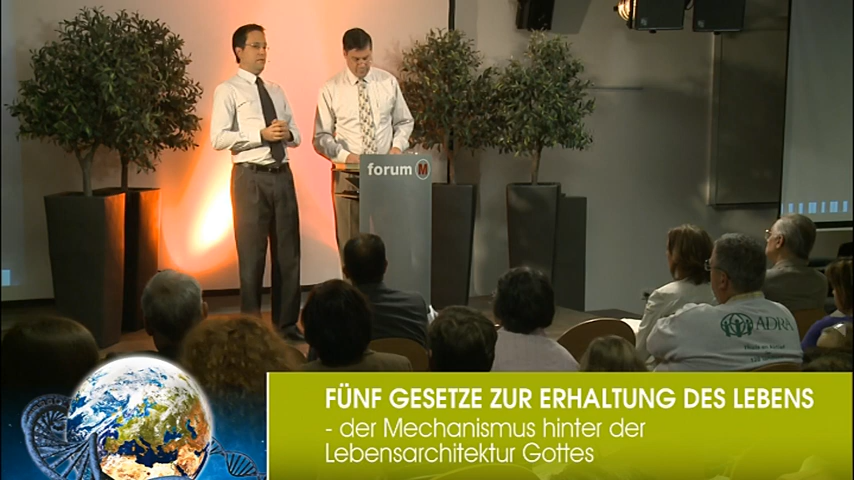 forum M
ADRA
FÜNF GESETZE ZUR ERHALTUNG DES LEBENS
- der Mechanismus hinter der
Lebensarchitektur Gottes